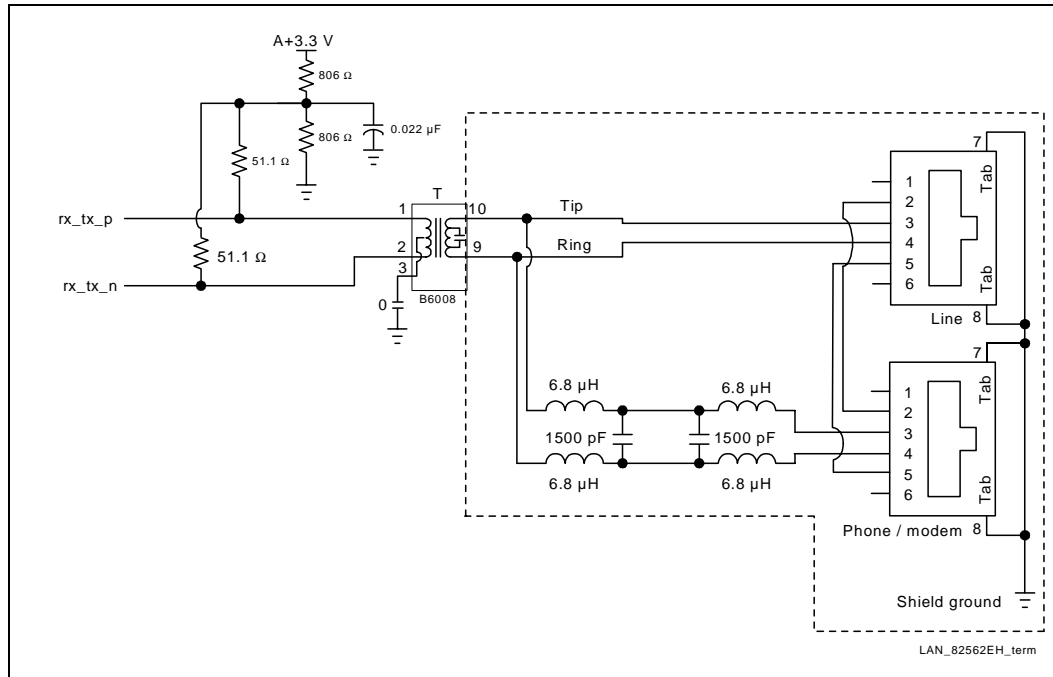 A+3.3 V
806 Ω
806 Ω
0.022 µF
51.1 Ω
rx_tx_p
51.1 Ω
rx_tx_n
T
1
2
3
10
9
0
B6008
Tip
Ring
7
Tab
1
2
3
4
5
6
Tab
Line 8
7
Tab
1
2
3
4
5
6
Tab
Phone / modem 8
6.8 µH
6.8 µH
1500 pF
1500 pF
6.8 µH
6.8 µH
Shield ground
LAN_82562EH_term